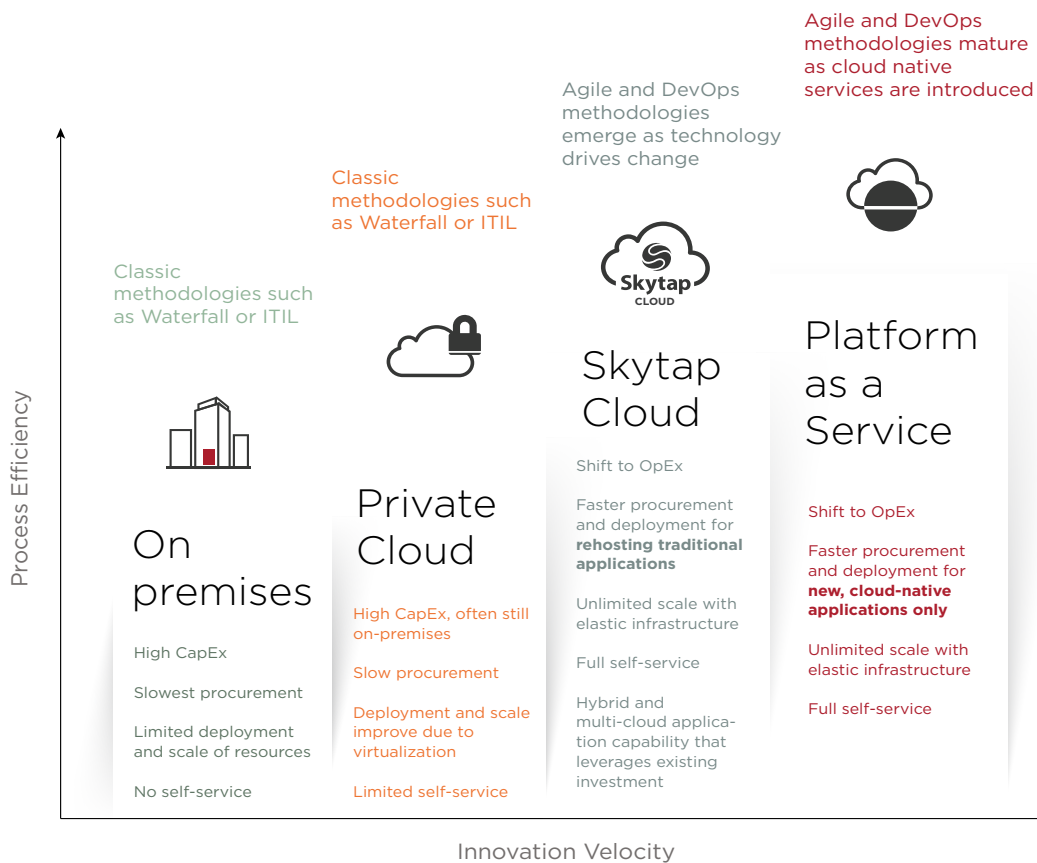 Process Efficiency
Classic
methodologies such
as Waterfall or ITIL
On
premises
High CapEx
Slowest procurement
Limited deployment
and scale of resources
No self-service
Classic
methodologies such
as Waterfall or ITIL
Private
Cloud
High CapEx, often still
on-premises
Slow procurement
Deployment and scale
improve due to
virtualization
Limited self-service
Agile and DevOps
methodologies
emerge as technology
drives change
Skytap
CLOUD
Skytap
Cloud
Shift to OpEx
Faster procurement
and deployment for
rehosting traditional
applications
Unlimited scale with
elastic infrastructure
Full self-service
Hybrid and
multi-cloud applica-
tion capability that
leverages existing
investment
Agile and DevOps
methodologies mature
as cloud native
services are introduced
Platform
as a
Service
Shift to OpEx
Faster procurement
and deployment for
new, cloud-native
applications only
Unlimited scale with
elastic infrastructure
Full self-service
Innovation Velocity